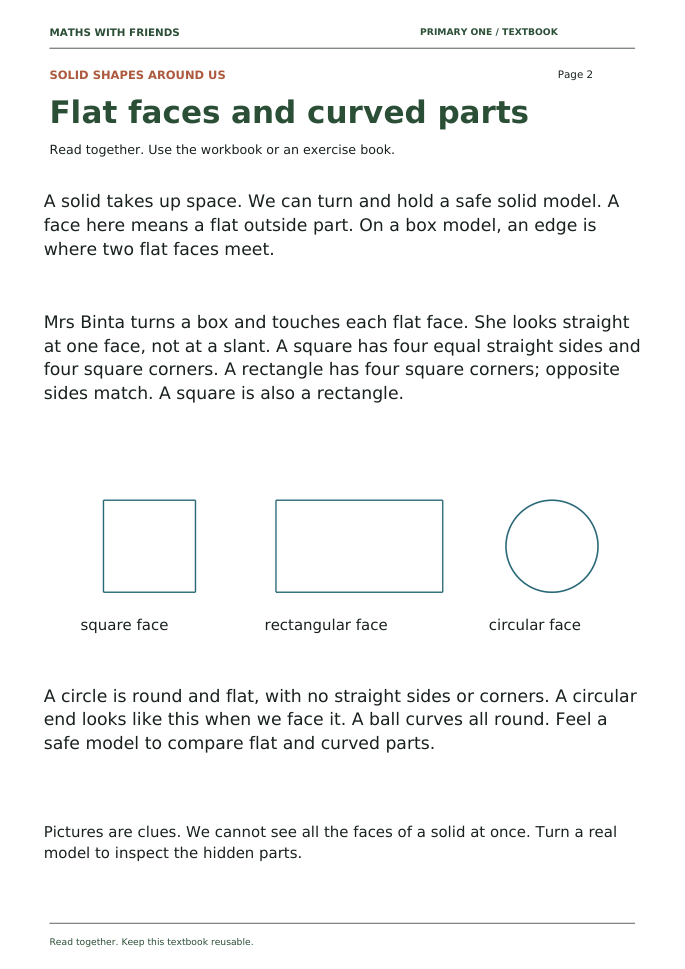 MATHS WITH FRIENDS
PRIMARY ONE / TEXTBOOK
SOLID SHAPES AROUND US
Page 2
Flat faces and curved parts
Read together. Use the workbook or an exercise book.
A solid takes up space. We can turn and hold a safe solid model. A
face here means a flat outside part. On a box model, an edge is
where two flat faces meet.
Mrs Binta turns a box and touches each flat face. She looks straight
at one face, not at a slant. A square has four equal straight sides and
four square corners. A rectangle has four square corners; opposite
sides match. A square is also a rectangle.
square face
rectangular face
circular face
A circle is round and flat, with no straight sides or corners. A circular
end looks like this when we face it. A ball curves all round. Feel a
safe model to compare flat and curved parts.
Pictures are clues. We cannot see all the faces of a solid at once. Turn a real
model to inspect the hidden parts.
Read together. Keep this textbook reusable.